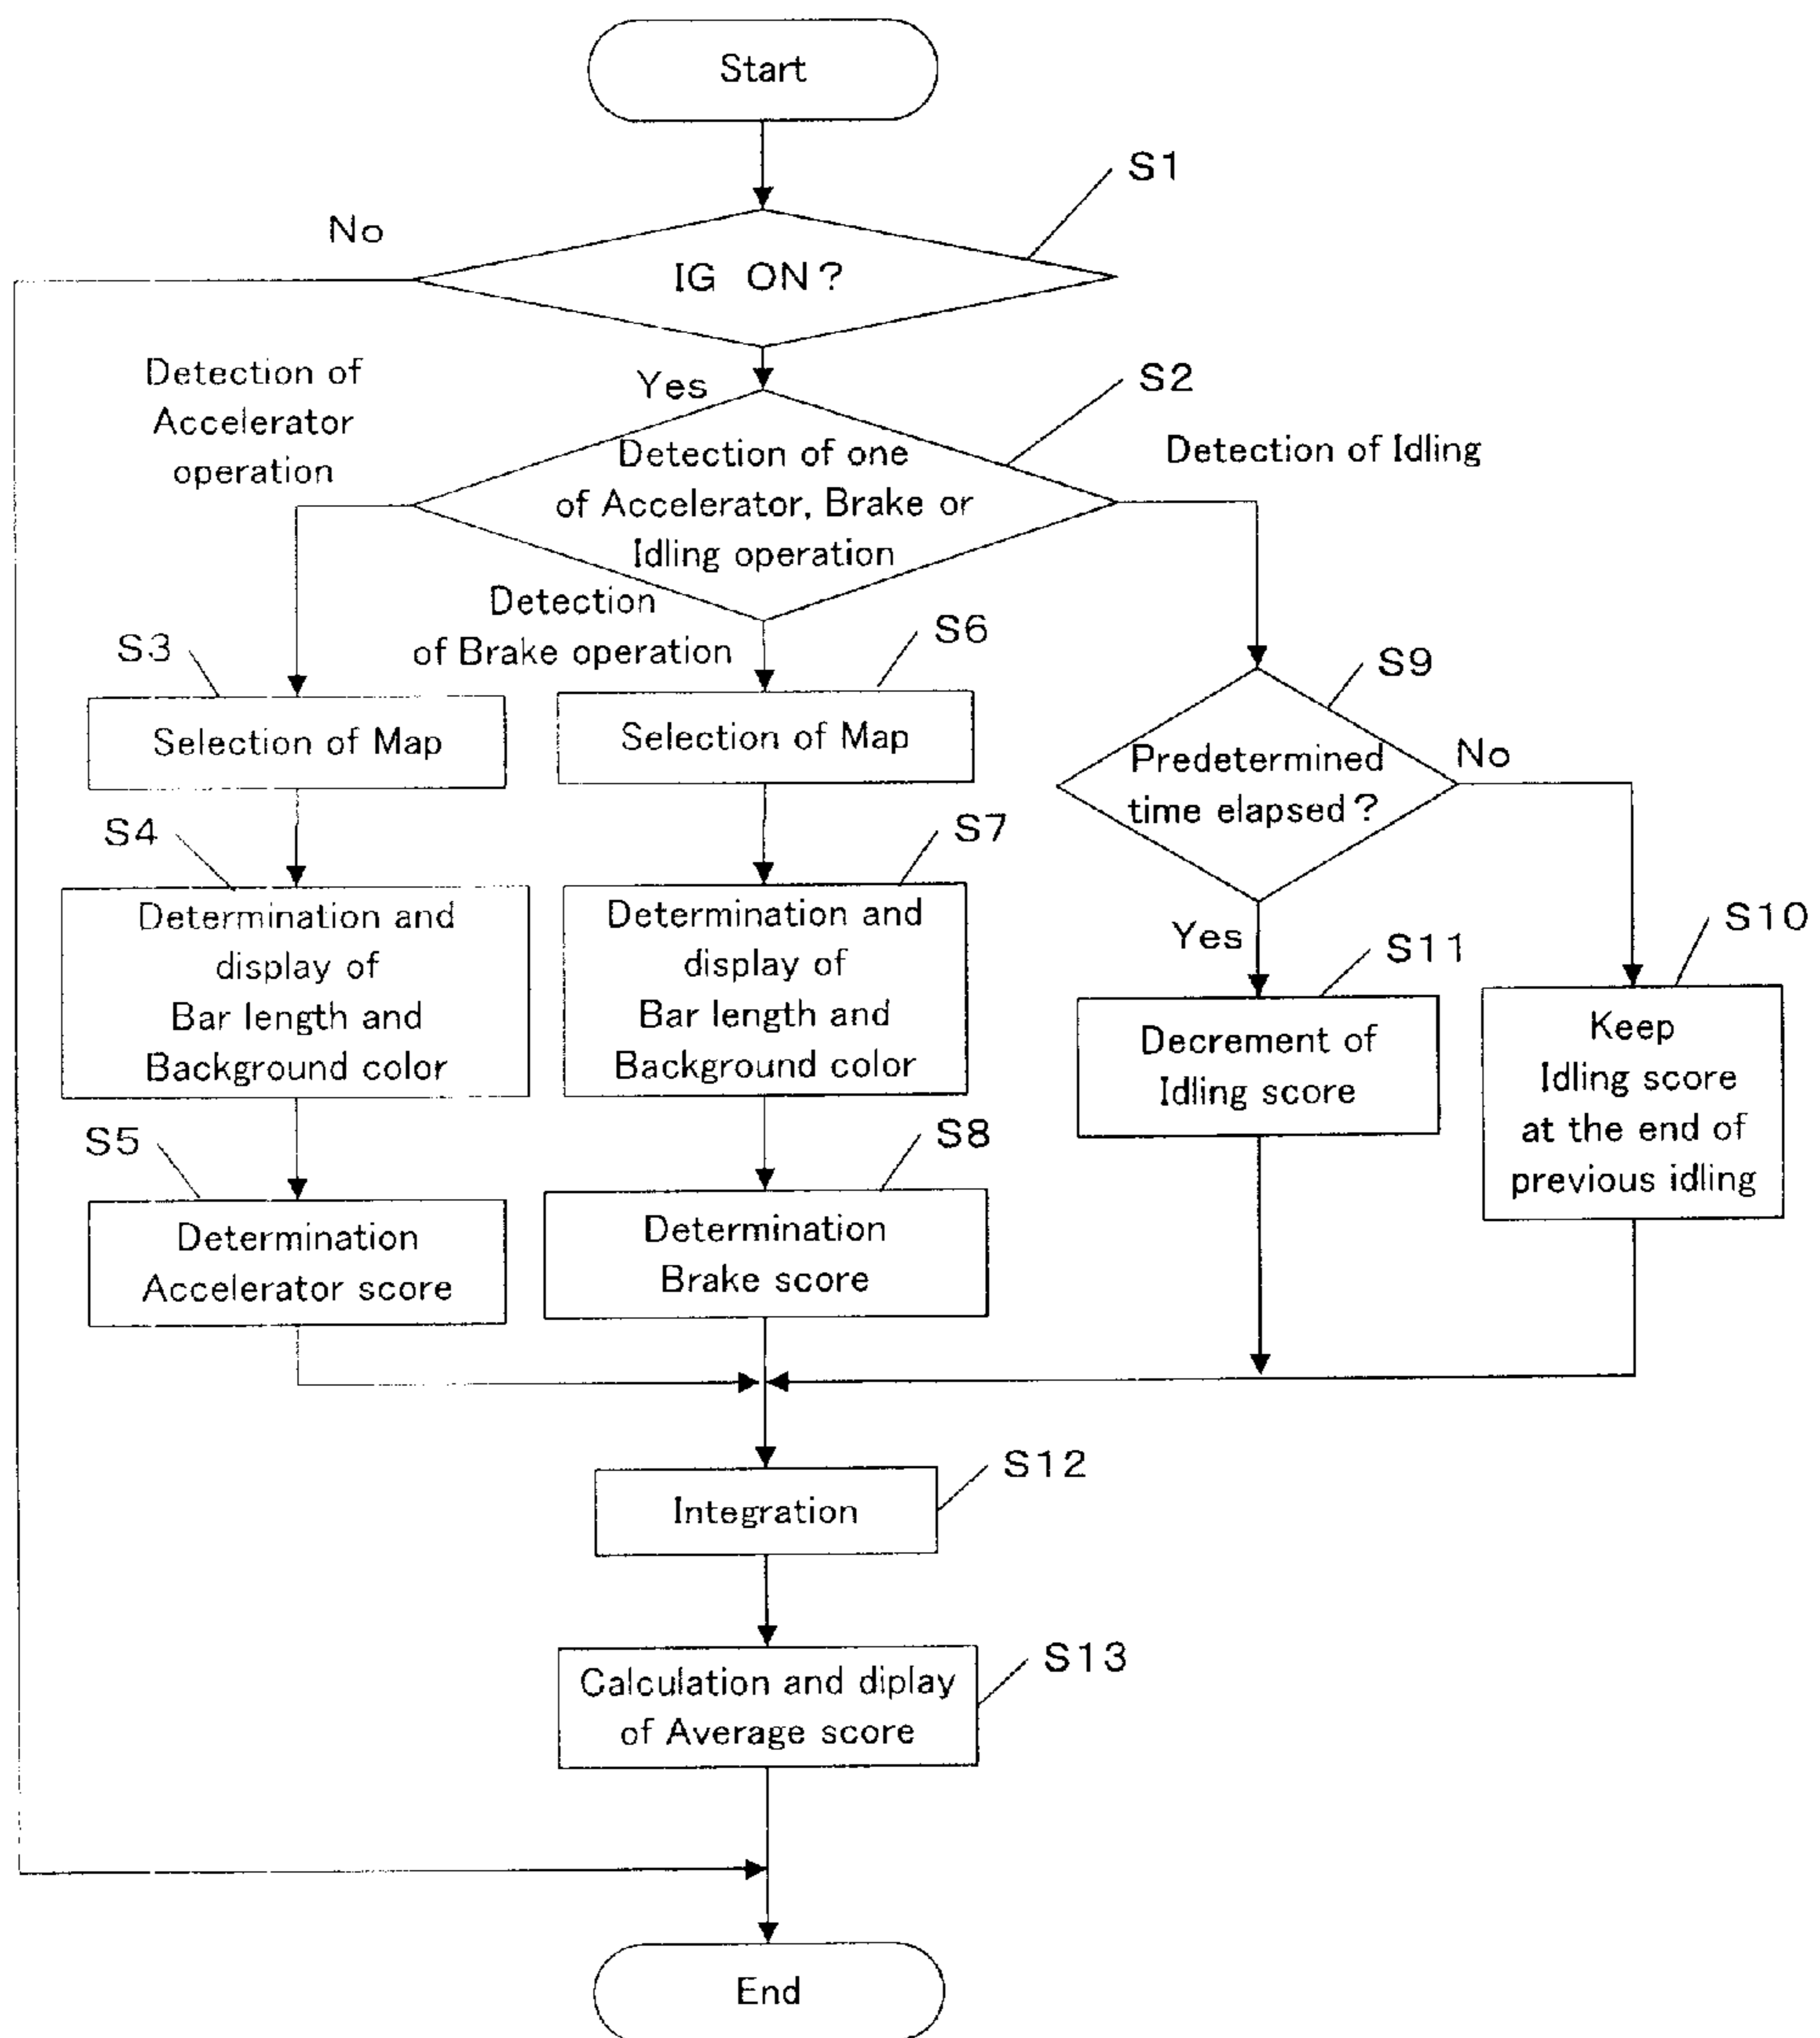 Start
S1
No
IG ON?
Detection of
Accelerator
operation
Yes
S2
Detection of one
of Accelerator, Brake or
Idling operation
Detection of Idling
Detection
of Brake operation
S3
Selection of Map
S6
Selection of Map
S9
Predetermined
time elapsed?
No
Yes
S4
Determination and
display of
Bar length and
Background color
S7
Determination and
display of
Bar length and
Background color
S11
Decrement of
Idling score
S10
Keep
Idling score
at the end of
previous idling
S5
Determination
Accelerator score
S8
Determination
Brake score
S12
Integration
S13
Calculation and diplay
of Average score
End